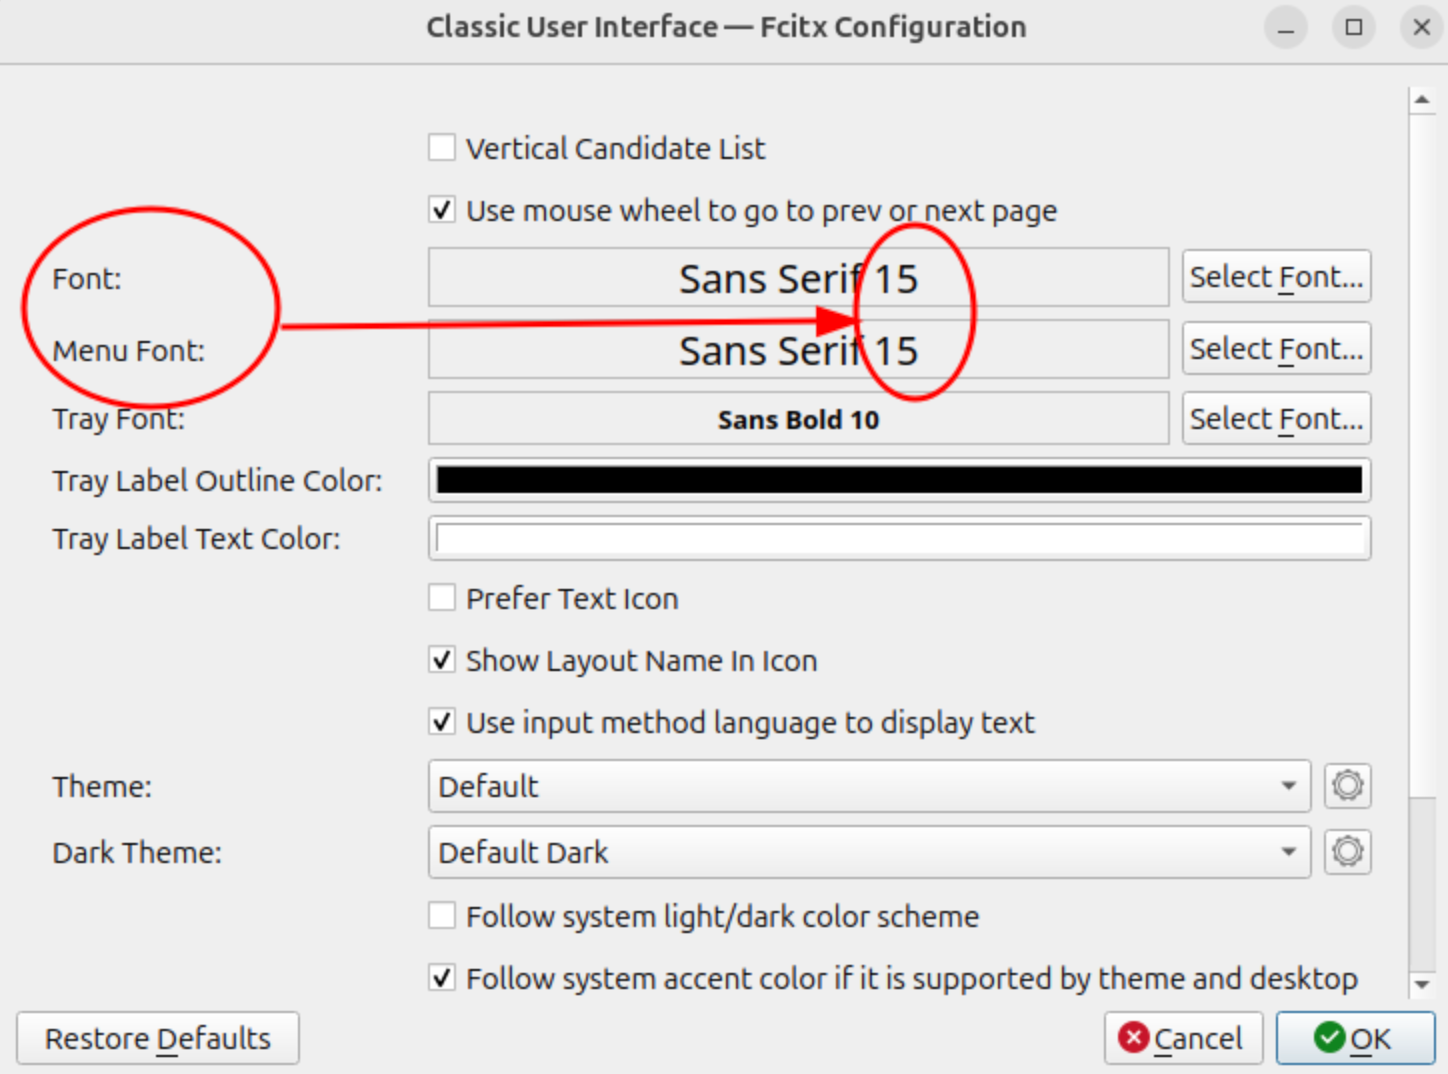 Classic User Interface — Fcitx Configuration
Vertical Candidate List
Use mouse wheel to go to prev or next page
Font: Sans Serif 15 Select Font...
Menu Font: Sans Serif 15 Select Font...
Tray Font: Sans Bold 10 Select Font...
Tray Label Outline Color:
Tray Label Text Color:
Prefer Text Icon
Show Layout Name In Icon
Use input method language to display text
Theme: Default
Dark Theme: Default Dark
Follow system light/dark color scheme
Follow system accent color if it is supported by theme and desktop
Restore Defaults Cancel OK